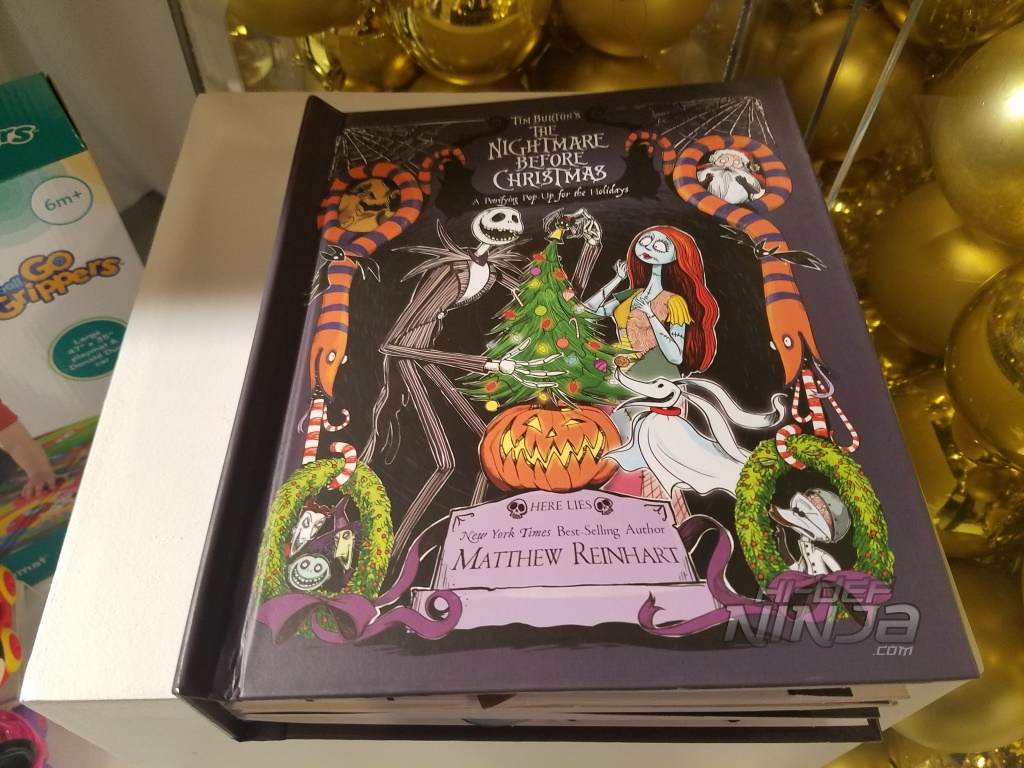 TIM BURTON'S
THE
NIGHTMARE
BEFORE
CHRISTMAS
A Petrifying Pop-Up for the Holidays
HERE LIES
New York Times Best-Selling Author
MATTHEW REINHART
HI-DEF
NINJA
.COM
6m+
GO
Grippers
Large